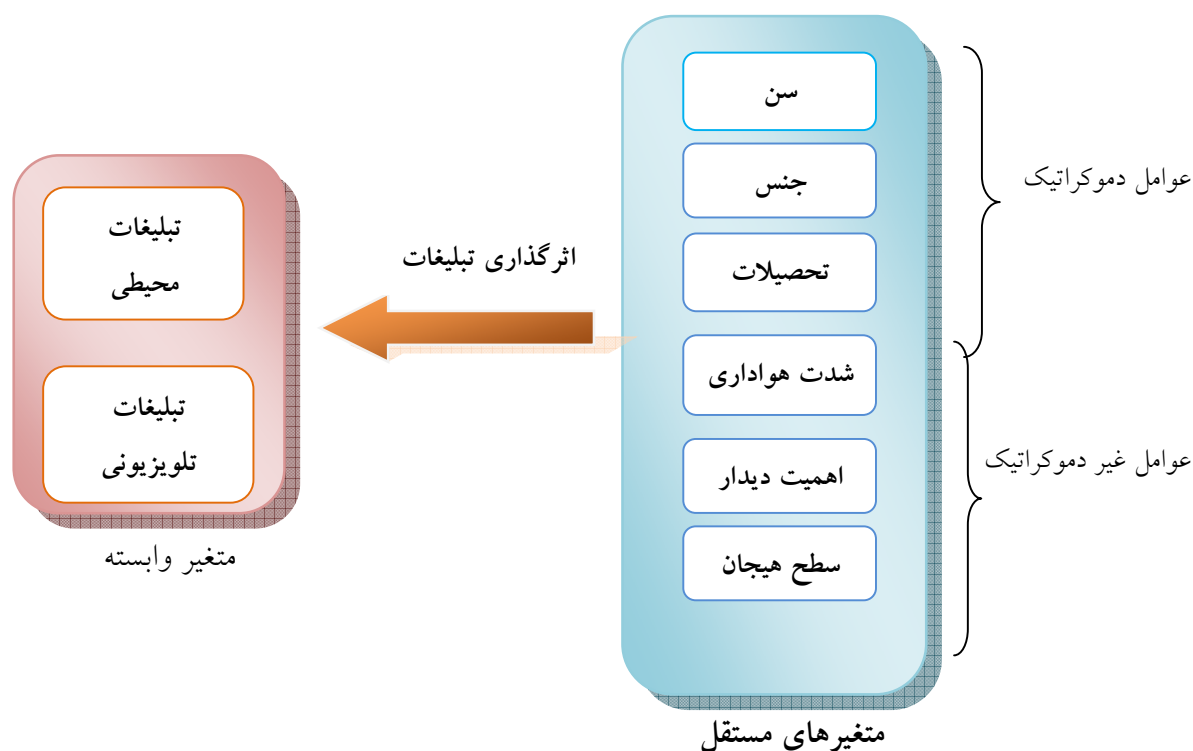 سن
جنس
تحصیلات
شدت هواداری
اهمیت دیدار
سطح هیجان
متغیرهای مستقل
عوامل دموکراتیک
عوامل غیر دموکراتیک
اثرگذاری تبلیغات
تبلیغات
محیطی
تبلیغات
تلویزیونی
متغیر وابسته